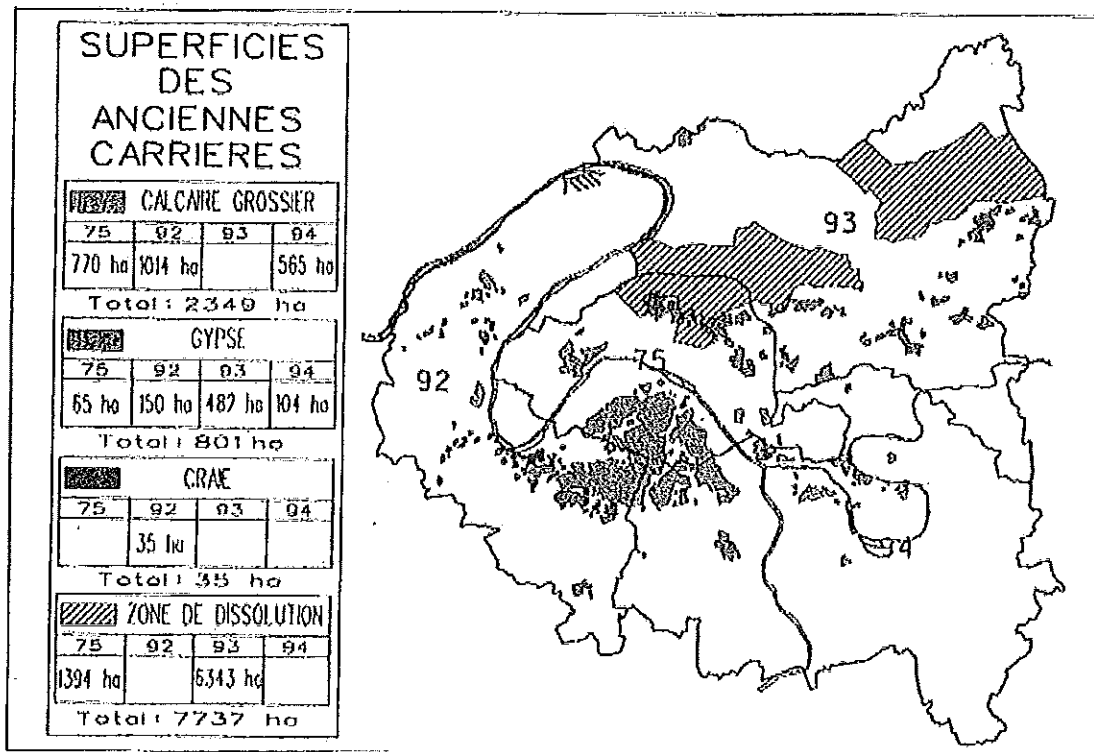 SUPERFICIES
DES
ANCIENNES
CARRIERES
CALCAIRE GROSSIER
75 92 93 94
770 ha 1014 ha 565 ha
Total : 2349 ha
GYPSE
75 92 93 94
65 ha 150 ha 482 ha 104 ha
Total : 801 ha
CRAIE
75 92 93 94
35 ha
Total : 35 ha
ZONE DE DISSOLUTION
75 92 93 94
1394 ha 6343 ha
Total : 7737 ha
93
75
92
94